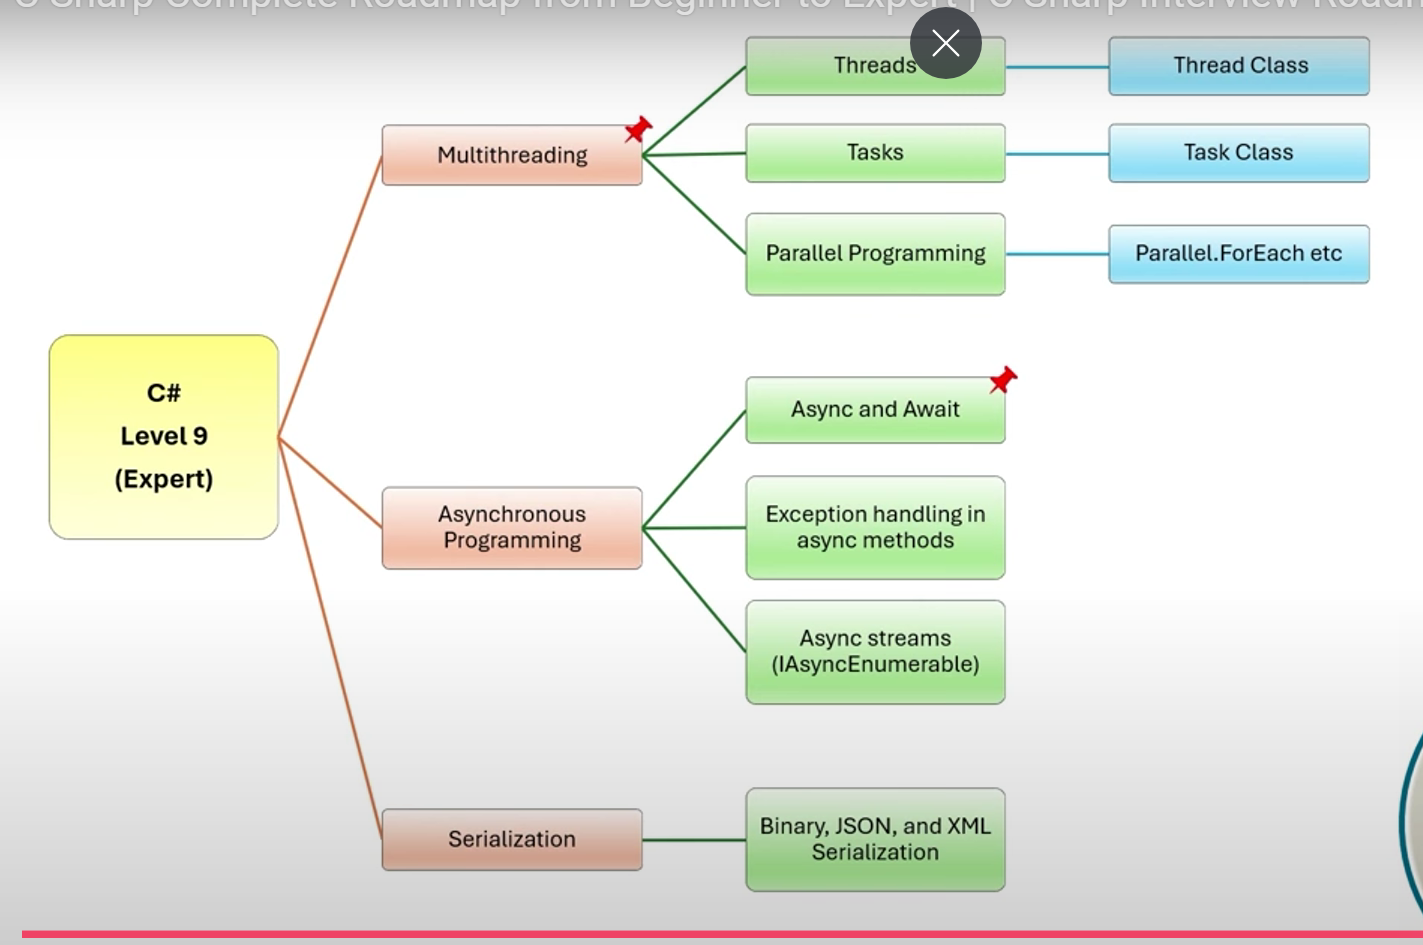 C#
Level 9
(Expert)
Multithreading
Threads
Thread Class
Tasks
Task Class
Parallel Programming
Parallel.ForEach etc
Asynchronous
Programming
Async and Await
Exception handling in
async methods
Async streams
(IAsyncEnumerable)
Serialization
Binary, JSON, and XML
Serialization